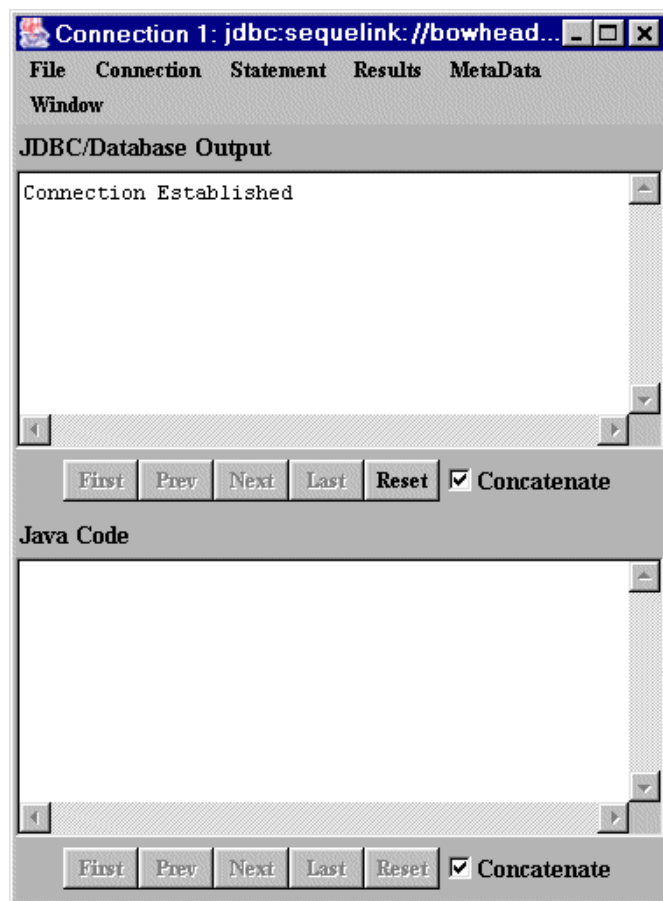 Connection 1: jdbc:sequelink://bowhead...
File Connection Statement Results MetaData
Window
JDBC/Database Output
Connection Established
First Prev Next Last Reset Concatenate
Java Code
First Prev Next Last Reset Concatenate